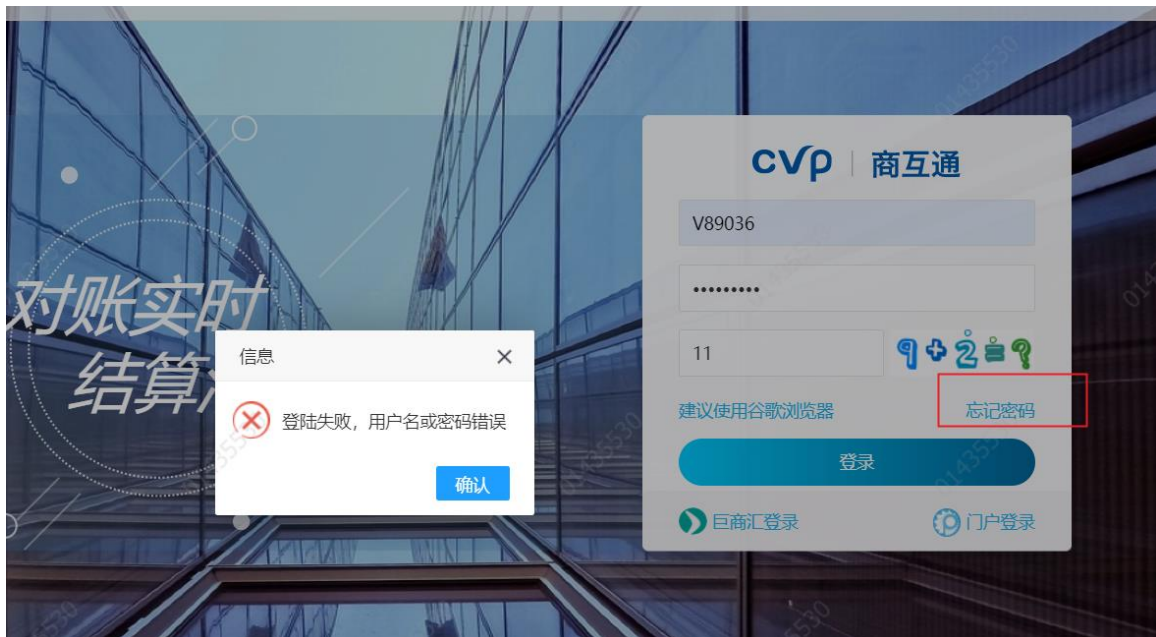 cvp 商互通
V89036
•••••••••
11 9+2=?
建议使用谷歌浏览器 忘记密码
登录
巨商汇登录 门户登录
对账实时
结算
信息 ×
登陆失败，用户名或密码错误
确认
01435530